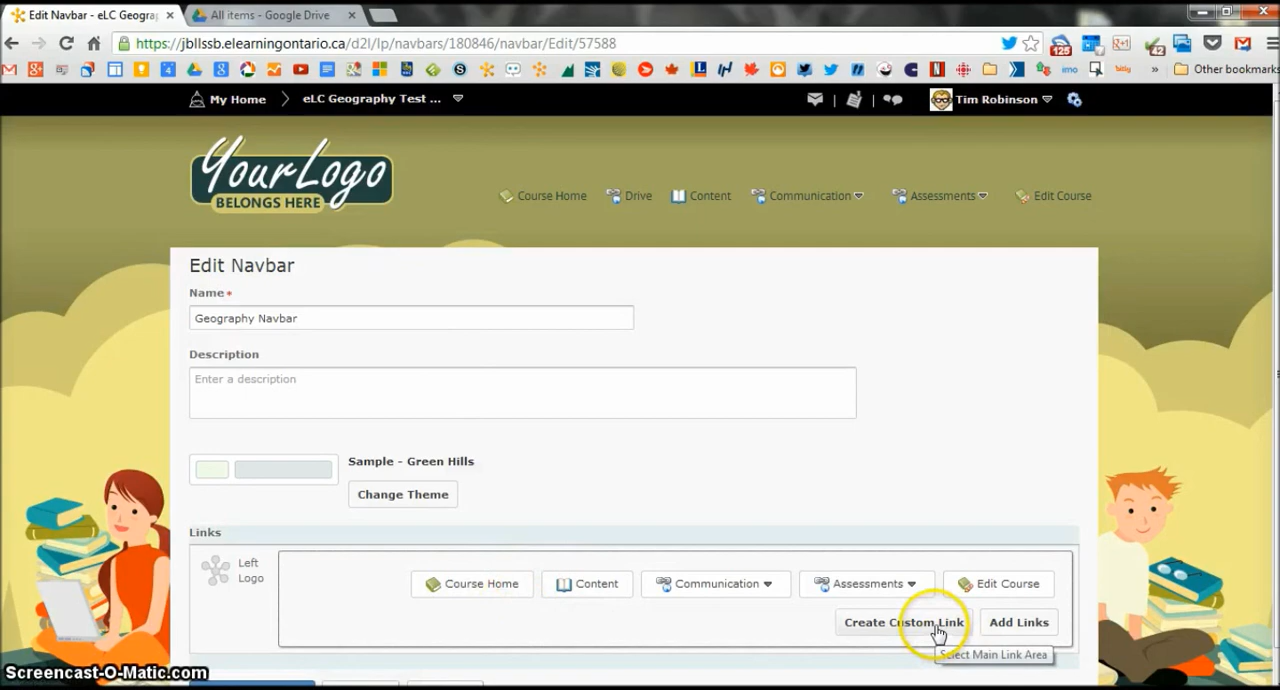 Edit Navbar - eLC Geogra
All items - Google Drive
https://jbllssb.elearningontario.ca/d2l/lp/navbars/180846/navbar/Edit/57588
Other bookmarks
My Home
eLC Geography Test ...
Tim Robinson
YourLogo
BELONGS HERE
Course Home
Drive
Content
Communication
Assessments
Edit Course
Edit Navbar
Name *
Geography Navbar
Description
Enter a description
Sample - Green Hills
Change Theme
Links
Left
Logo
Course Home
Content
Communication
Assessments
Edit Course
Create Custom Link
Add Links
Select Main Link Area
Screencast-O-Matic.com